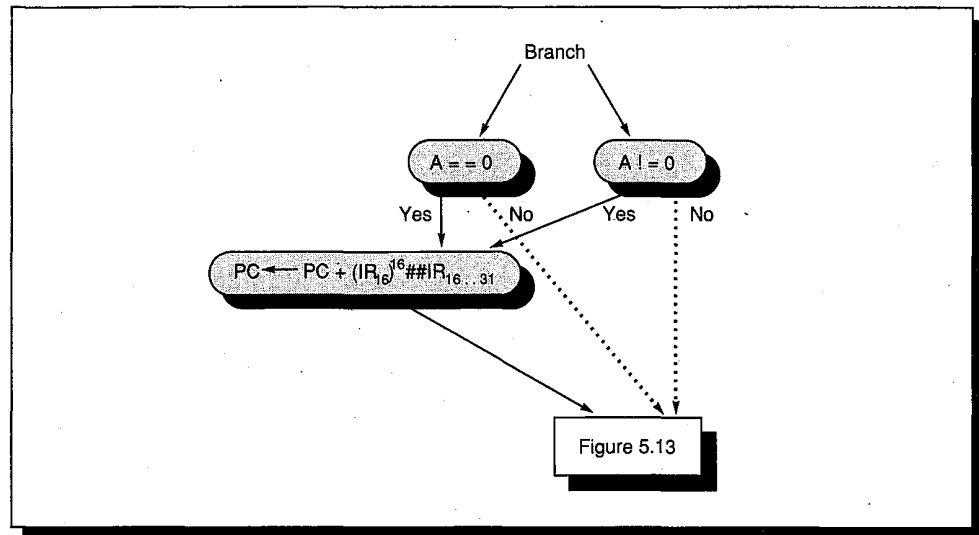 Branch
A = = 0
A ! = 0
Yes
No
Yes
No
PC ← PC + (IR₁₆)¹⁶##IR₁₆..₃₁
Figure 5.13